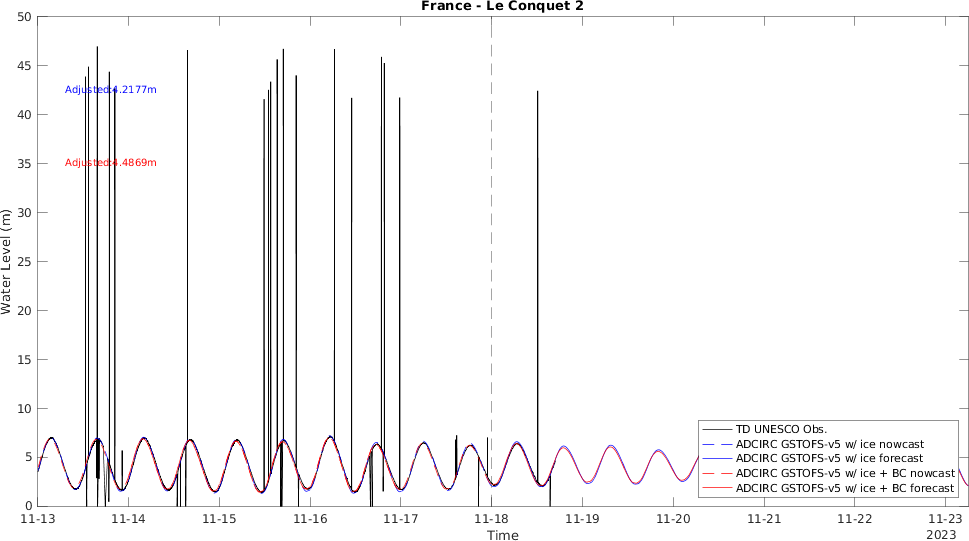 France - Le Conquet 2
50
45
40
35
30
25
20
15
10
5
0
Water Level (m)
Adjusted:4.2177m
Adjusted:4.4869m
TD UNESCO Obs.
ADCIRC GSTOFS-v5 w/ ice nowcast
ADCIRC GSTOFS-v5 w/ ice forecast
ADCIRC GSTOFS-v5 w/ ice + BC nowcast
ADCIRC GSTOFS-v5 w/ ice + BC forecast
11-13 11-14 11-15 11-16 11-17 11-18 11-19 11-20 11-21 11-22 11-23
Time 2023